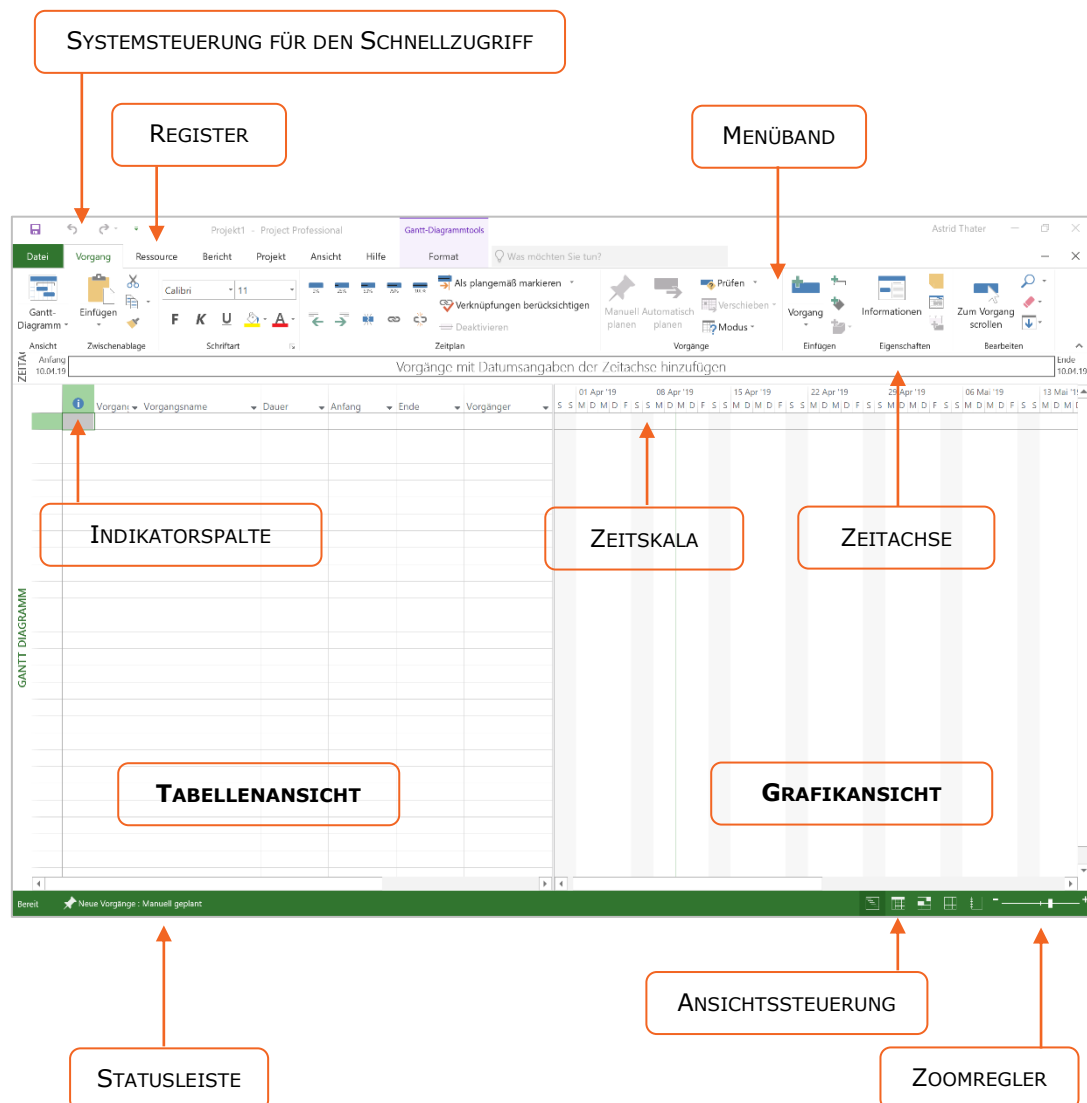 SYSTEMSTEUERUNG FÜR DEN SCHNELLZUGRIFF
REGISTER
MENÜBAND
Projekt1 - Project Professional
Gantt-Diagrammtools
Astrid Thater
Datei Vorgang Ressource Bericht Projekt Ansicht Hilfe Format Was möchten Sie tun?
Gantt-Diagramm
Einfügen
Calibri 11
F K U A
Als plangemäß markieren
Verknüpfungen berücksichtigen
Deaktivieren
Manuell planen
Automatisch planen
Prüfen
Verschieben
Modus
Vorgang
Informationen
Zum Vorgang scrollen
Ansicht Zwischenablage Schriftart Zeitplan Vorgänge Einfügen Eigenschaften Bearbeiten
Anfang
10.04.19
Vorgänge mit Datumsangaben der Zeitachse hinzufügen
Ende
10.04.19
01 Apr '19 08 Apr '19 15 Apr '19 22 Apr '19 29 Apr '19 06 Mai '19 13 Mai '1
Vorgangsname Dauer Anfang Ende Vorgänger
S S M D M D F S S M D M D F S S M D M D F S S M D M D F S S M D M D F S S M D M D F S S M D M
INDIKATORSPALTE
ZEITSKALA
ZEITACHSE
GANTT DIAGRAMM
TABELLENANSICHT
GRAFIKANSICHT
Bereit Neue Vorgänge : Manuell geplant
ANSICHTSSTEUERUNG
STATUSLEISTE
ZOOMREGLER